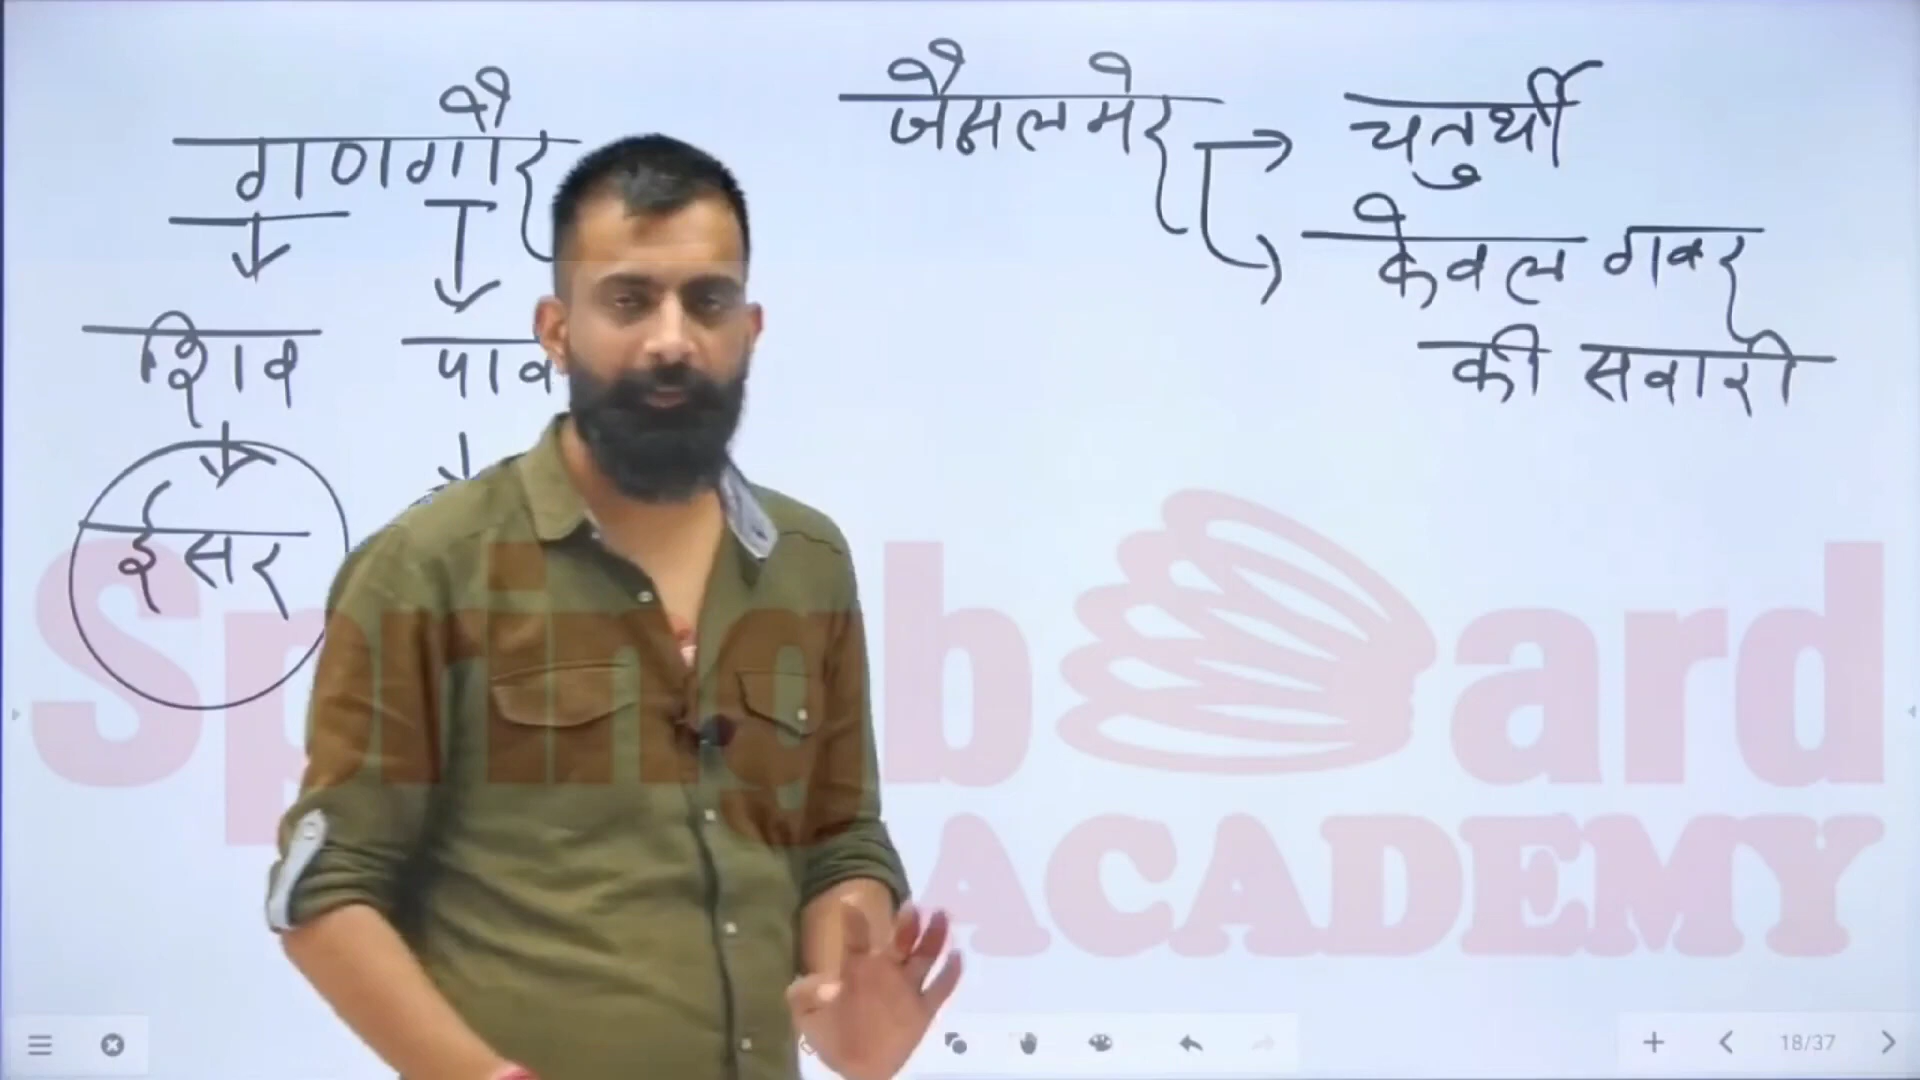 गणगौर
शिव
ईसर
जैसलमेर
चतुर्थी
केवल गवर
की सवारी
Springboard
ACADEMY
18/37